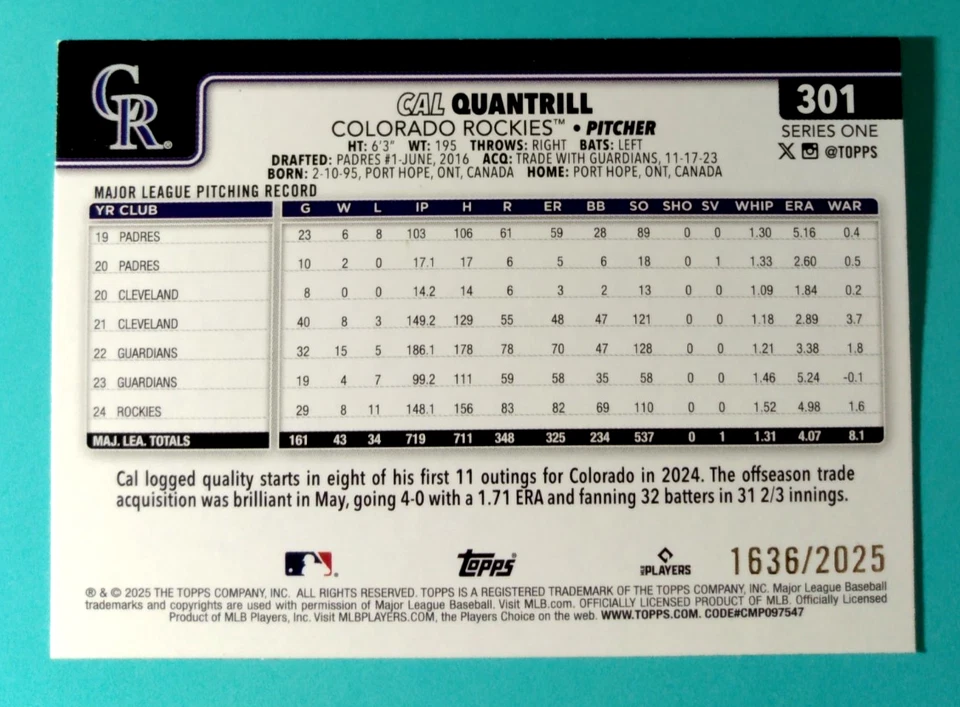 CR®
301
CAL QUANTRILL
COLORADO ROCKIES™ • PITCHER
SERIES ONE
HT: 6'3" WT: 195 THROWS: RIGHT BATS: LEFT
@TOPPS
DRAFTED: PADRES #1-JUNE, 2016 ACQ: TRADE WITH GUARDIANS, 11-17-23
BORN: 2-10-95, PORT HOPE, ONT, CANADA HOME: PORT HOPE, ONT, CANADA
MAJOR LEAGUE PITCHING RECORD
YR CLUB G W L IP H R ER BB SO SHO SV WHIP ERA WAR
19 PADRES 23 6 8 103 106 61 59 28 89 0 0 1.30 5.16 0.4
20 PADRES 10 2 0 17.1 17 6 5 6 18 0 1 1.33 2.60 0.5
20 CLEVELAND 8 0 0 14.2 14 6 3 2 13 0 0 1.09 1.84 0.2
21 CLEVELAND 40 8 3 149.2 129 55 48 47 121 0 0 1.18 2.89 3.7
22 GUARDIANS 32 15 5 186.1 178 78 70 47 128 0 0 1.21 3.38 1.8
23 GUARDIANS 19 4 7 99.2 111 59 58 35 58 0 0 1.46 5.24 -0.1
24 ROCKIES 29 8 11 148.1 156 83 82 69 110 0 0 1.52 4.98 1.6
MAJ. LEA. TOTALS 161 43 34 719 711 348 325 234 537 0 1 1.31 4.07 8.1
Cal logged quality starts in eight of his first 11 outings for Colorado in 2024. The offseason trade
acquisition was brilliant in May, going 4-0 with a 1.71 ERA and fanning 32 batters in 31 2/3 innings.
Topps®
PLAYERS
1636/2025
® & © 2025 THE TOPPS COMPANY, INC. ALL RIGHTS RESERVED. TOPPS IS A REGISTERED TRADEMARK OF THE TOPPS COMPANY, INC. Major League Baseball
trademarks and copyrights are used with permission of Major League Baseball. Visit MLB.com. OFFICIALLY LICENSED PRODUCT OF MLB. Officially Licensed
Product of MLB Players, Inc. Visit MLBPLAYERS.COM, the Players Choice on the web. WWW.TOPPS.COM. CODE#CMP097547